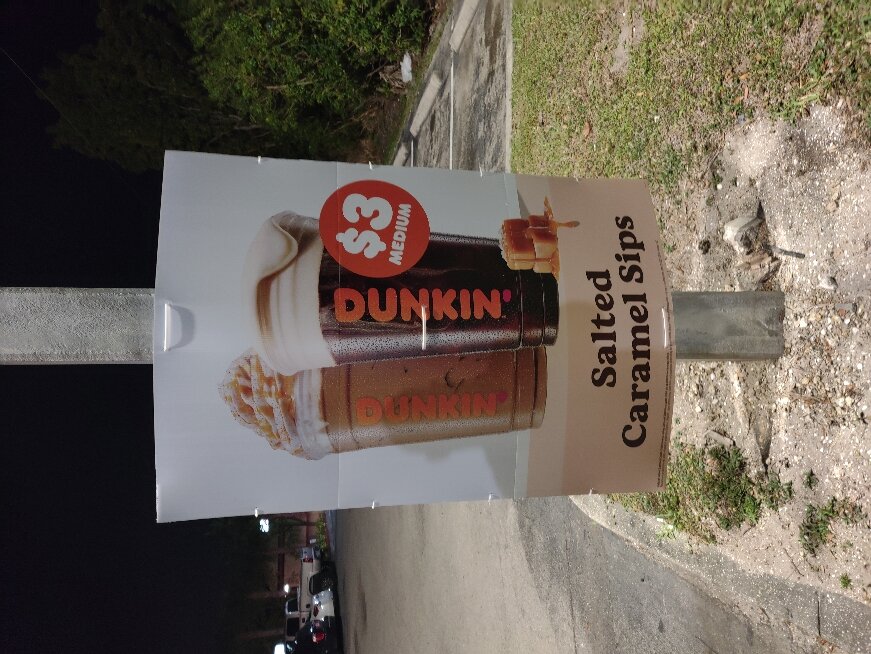 $3
MEDIUM
DUNKIN'
DUNKIN'
Salted
Caramel Sips